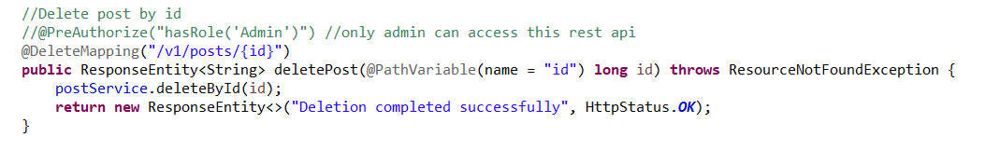 //Delete post by id
//@PreAuthorize("hasRole('Admin')") //only admin can access this rest api
@DeleteMapping("/v1/posts/{id}")
public ResponseEntity<String> deletePost(@PathVariable(name = "id") long id) throws ResourceNotFoundException {
    postService.deleteById(id);
    return new ResponseEntity<>("Deletion completed successfully", HttpStatus.OK);
}